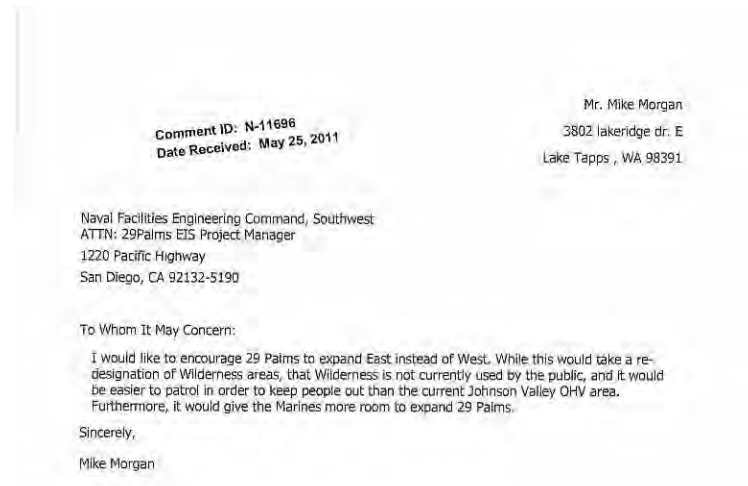 Mr. Mike Morgan
3802 lakeridge dr. E
Lake Tapps , WA 98391
Comment ID: N-11696
Date Received: May 25, 2011
Naval Facilities Engineering Command, Southwest
ATTN: 29Palms EIS Project Manager
1220 Pacific Highway
San Diego, CA 92132-5190
To Whom It May Concern:
I would like to encourage 29 Palms to expand East instead of West. While this would take a re-
designation of Wilderness areas, that Wilderness is not currently used by the public, and it would
be easier to patrol in order to keep people out than the current Johnson Valley OHV area.
Furthermore, it would give the Marines more room to expand 29 Palms.
Sincerely,
Mike Morgan